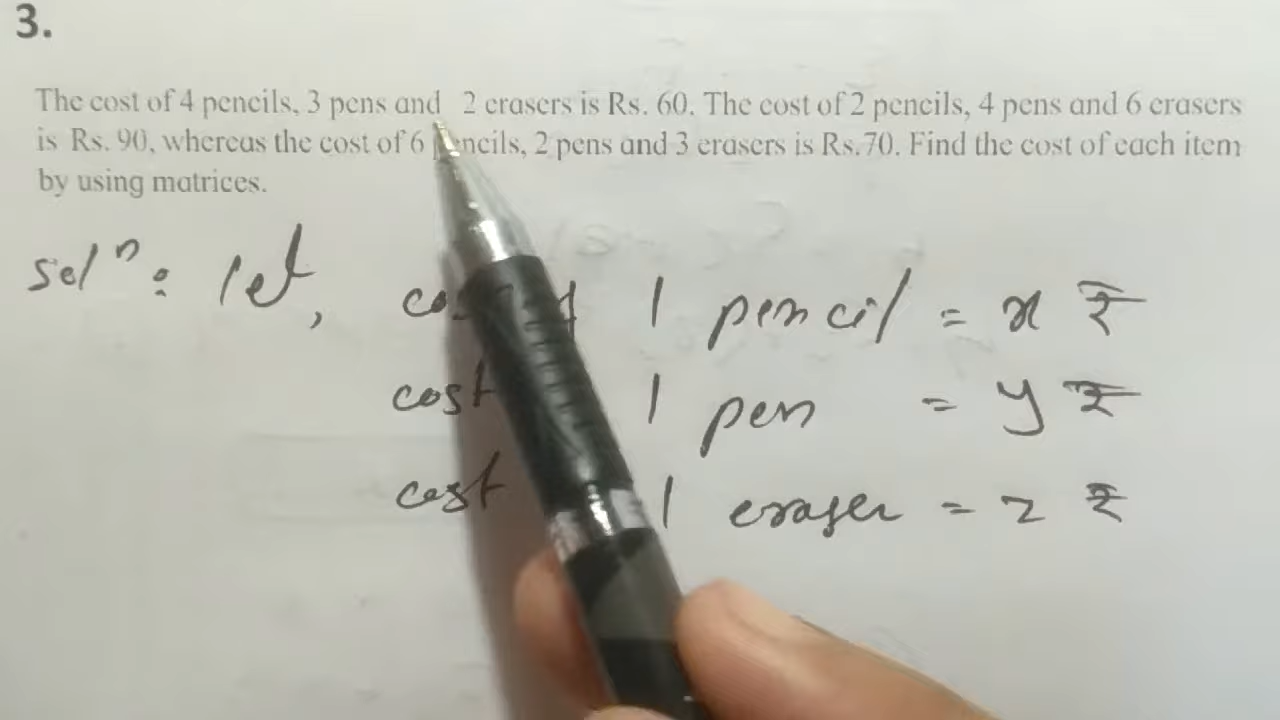 3.
The cost of 4 pencils, 3 pens and 2 erasers is Rs. 60. The cost of 2 pencils, 4 pens and 6 erasers
is Rs. 90, whereas the cost of 6 pencils, 2 pens and 3 erasers is Rs.70. Find the cost of each item
by using matrices.
solⁿ : let, cost of 1 pencil = x ₹
cost 1 pen = y ₹
cost 1 eraser = z ₹